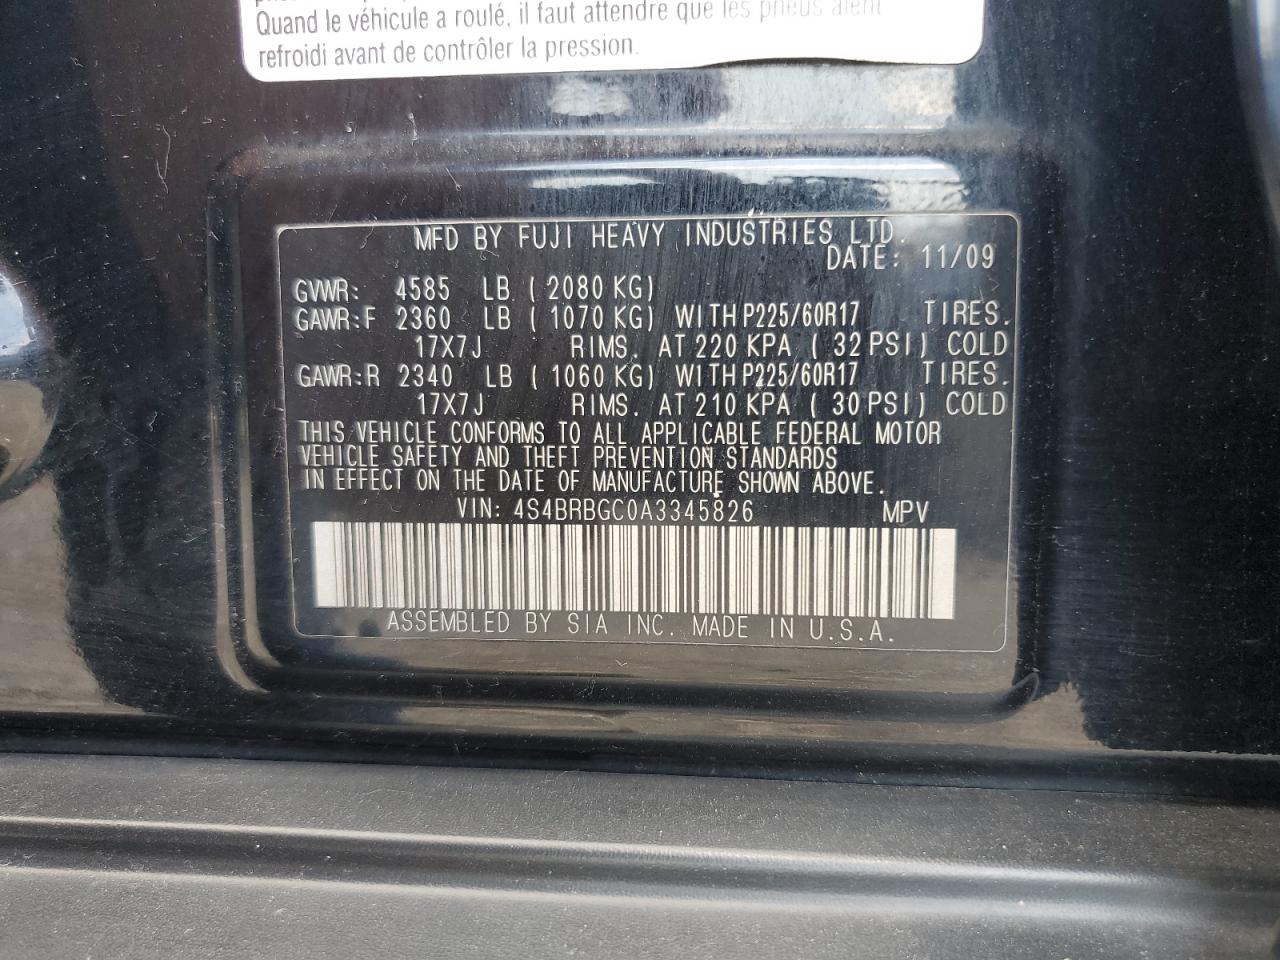 Quand le véhicule a roulé, il faut attendre que les pneus aient
refroidi avant de contrôler la pression.
MFD BY FUJI HEAVY INDUSTRIES LTD.
DATE: 11/09
GVWR: 4585 LB (2080 KG)
GAWR:F 2360 LB (1070 KG) WITH P225/60R17 TIRES.
17X7J RIMS. AT 220 KPA (32 PSI) COLD
GAWR:R 2340 LB (1060 KG) WITH P225/60R17 TIRES.
17X7J RIMS. AT 210 KPA (30 PSI) COLD
THIS VEHICLE CONFORMS TO ALL APPLICABLE FEDERAL MOTOR
VEHICLE SAFETY AND THEFT PREVENTION STANDARDS
IN EFFECT ON THE DATE OF MANUFACTURE SHOWN ABOVE.
VIN: 4S4BRBGC0A3345826 MPV
ASSEMBLED BY SIA INC. MADE IN U.S.A.